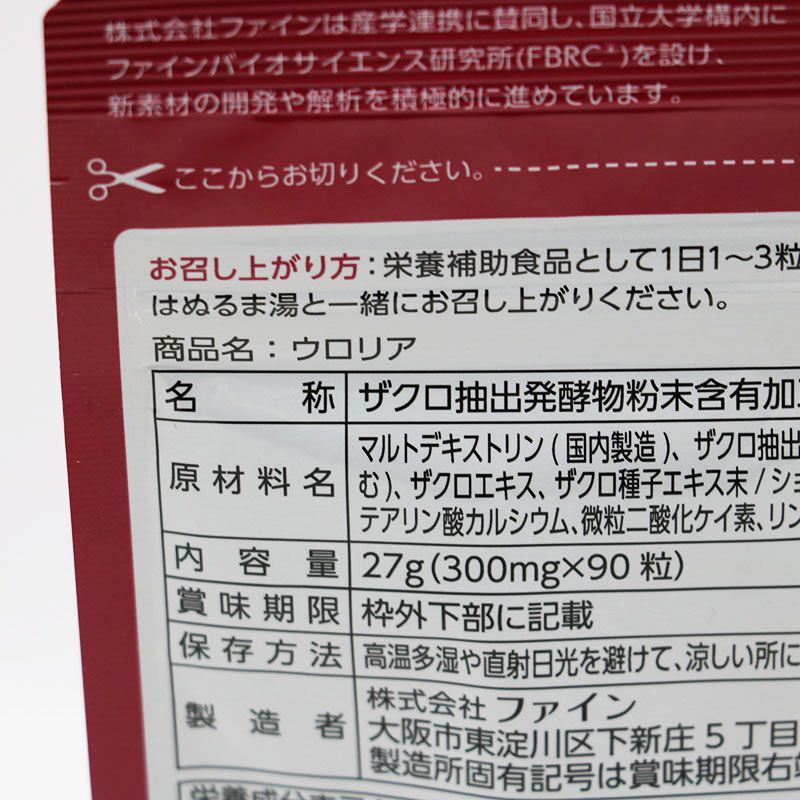 株式会社ファインは産学連携に賛同し、国立大学構内に
ファインバイオサイエンス研究所(FBRC*)を設け、
新素材の開発や解析を積極的に進めています。
ここからお切りください。
お召し上がり方：栄養補助食品として1日1～3粒
はぬるま湯と一緒にお召し上がりください。
商品名：ウロリア
名称 ザクロ抽出発酵物粉末含有加
原材料名 マルトデキストリン(国内製造)、ザクロ抽出
む)、ザクロエキス、ザクロ種子エキス末/ショ
テアリン酸カルシウム、微粒二酸化ケイ素、リン
内容量 27g(300mg×90粒)
賞味期限 枠外下部に記載
保存方法 高温多湿や直射日光を避けて、涼しい所に
製造者 株式会社 ファイン
大阪市東淀川区下新庄5丁目
製造所固有記号は賞味期限右